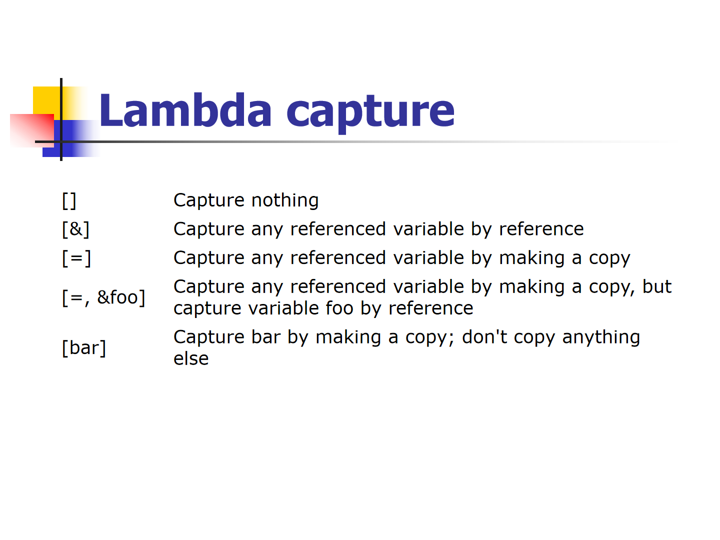 Lambda capture
[] Capture nothing
[&] Capture any referenced variable by reference
[=] Capture any referenced variable by making a copy
[=, &foo] Capture any referenced variable by making a copy, but
capture variable foo by reference
[bar] Capture bar by making a copy; don't copy anything
else